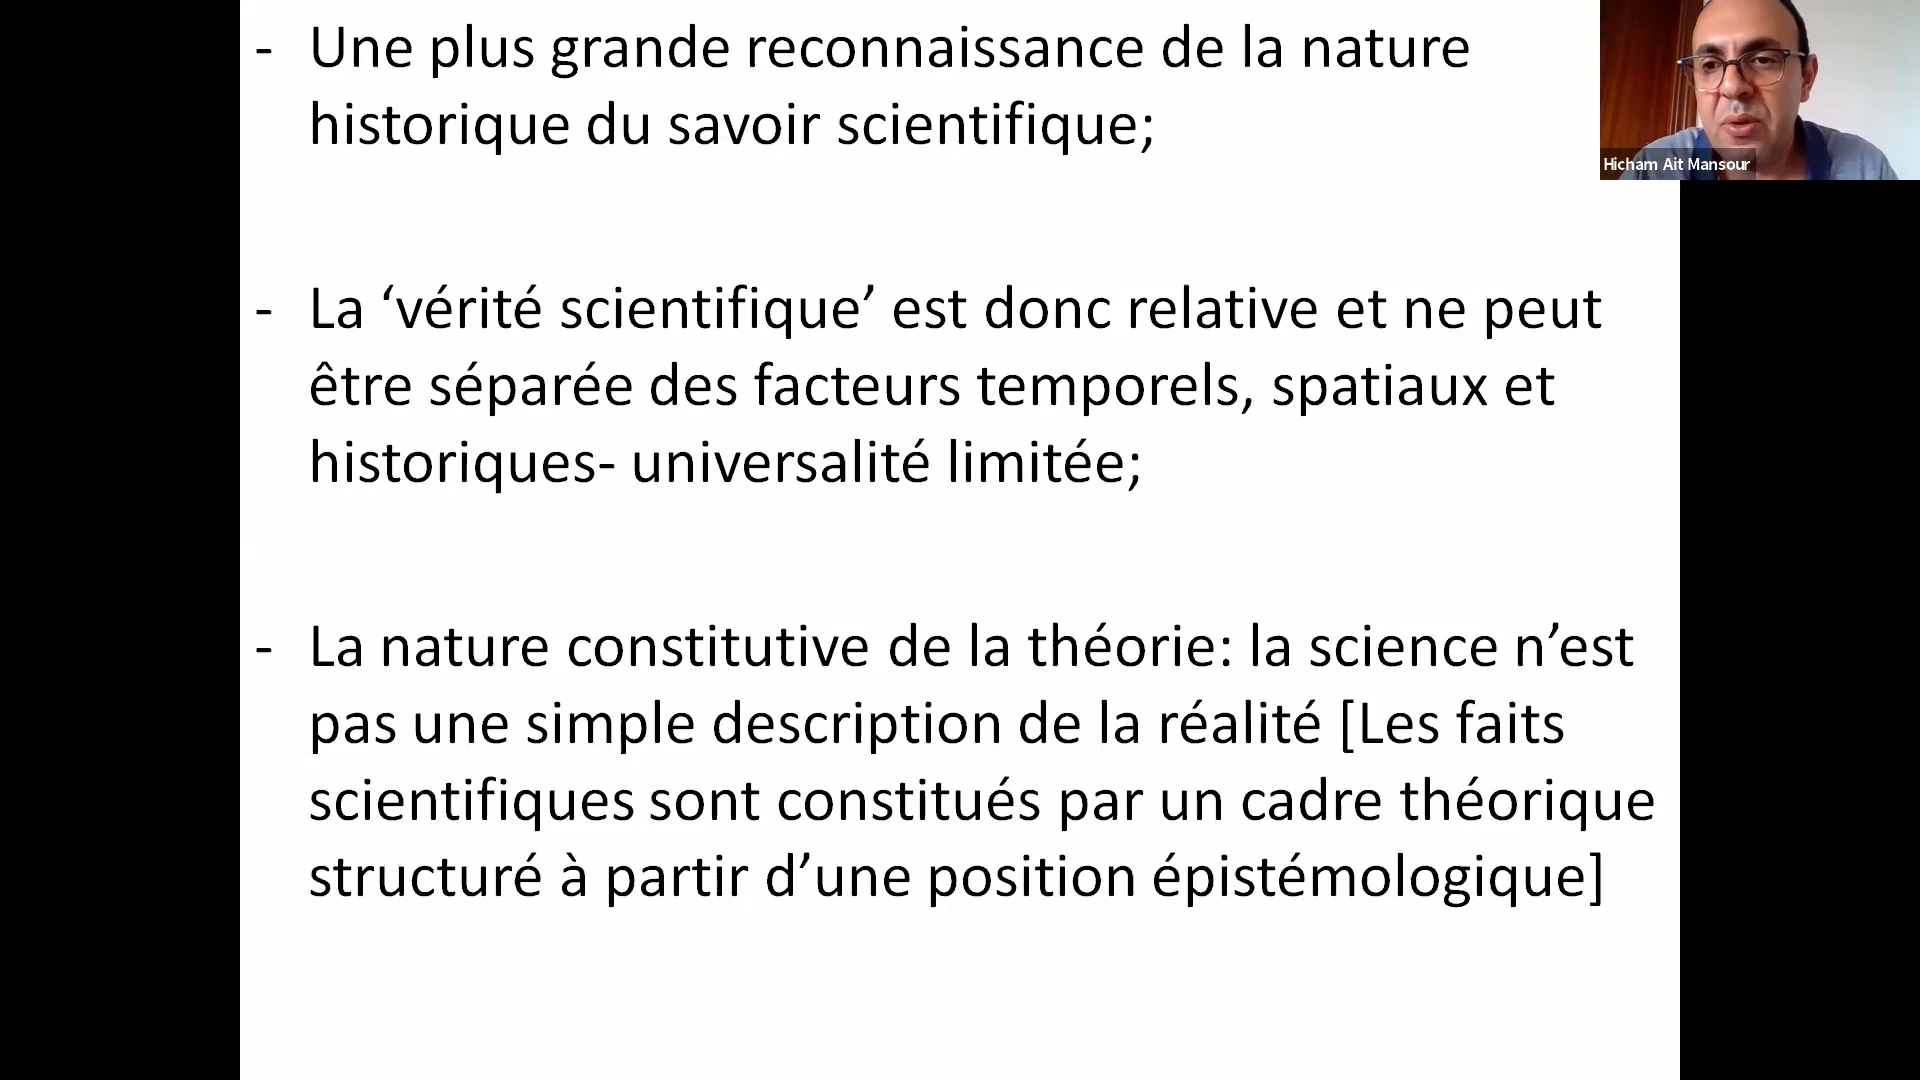 - Une plus grande reconnaissance de la nature
historique du savoir scientifique;
Hicham Ait Mansour
- La ‘vérité scientifique’ est donc relative et ne peut
être séparée des facteurs temporels, spatiaux et
historiques- universalité limitée;
- La nature constitutive de la théorie: la science n’est
pas une simple description de la réalité [Les faits
scientifiques sont constitués par un cadre théorique
structuré à partir d’une position épistémologique]